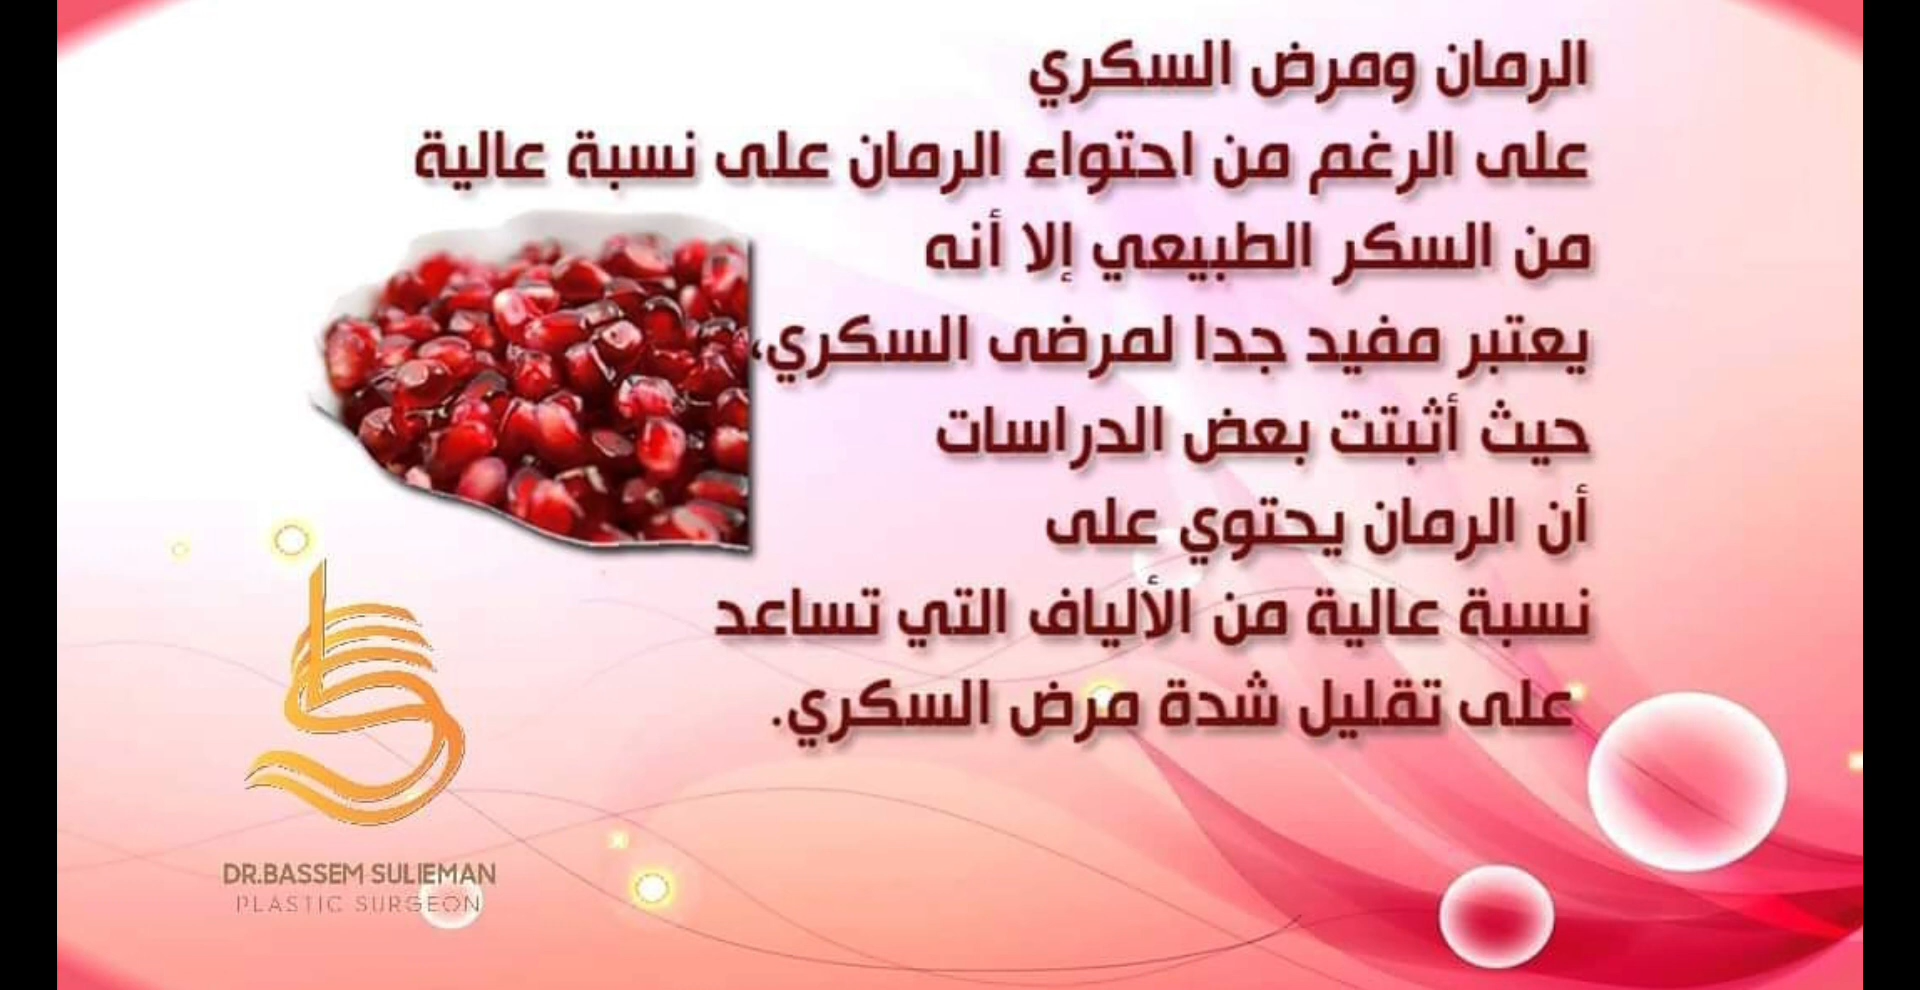 الرمان ومرض السكري
على الرغم من احتواء الرمان على نسبة عالية
من السكر الطبيعي إلا أنه
يعتبر مفيد جدا لمرضى السكري،
حيث أثبتت بعض الدراسات
أن الرمان يحتوي على
نسبة عالية من الألياف التي تساعد
على تقليل شدة مرض السكري.
DR.BASSEM SULIEMAN
PLASTIC SURGEON